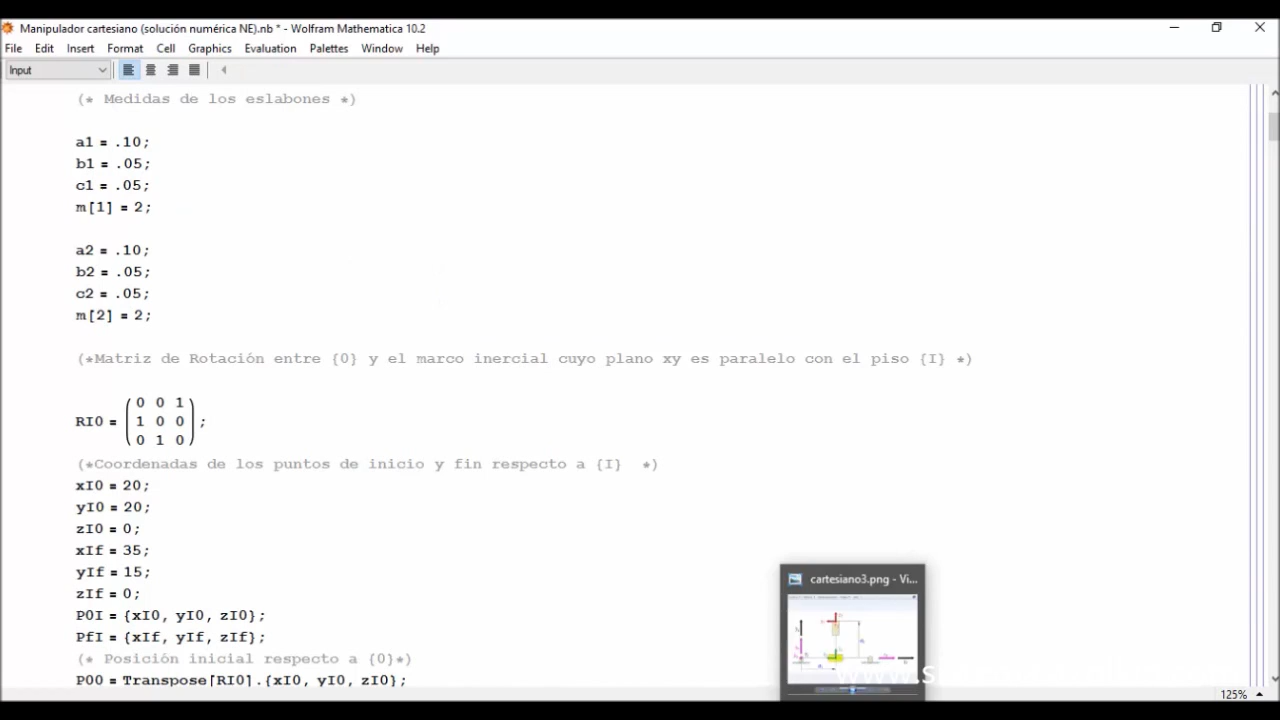 Manipulador cartesiano (solución numérica NE).nb * - Wolfram Mathematica 10.2
File Edit Insert Format Cell Graphics Evaluation Palettes Window Help
Input
(* Medidas de los eslabones *)
a1 = .10;
b1 = .05;
c1 = .05;
m[1] = 2;
a2 = .10;
b2 = .05;
c2 = .05;
m[2] = 2;
(*Matriz de Rotación entre {0} y el marco inercial cuyo plano xy es paralelo con el piso {I} *)
0 0 1
RI0 = ( 1 0 0 ) ;
0 1 0
(*Coordenadas de los puntos de inicio y fin respecto a {I} *)
xI0 = 20;
yI0 = 20;
zI0 = 0;
xIf = 35;
yIf = 15;
zIf = 0;
P0I = {xI0, yI0, zI0};
PfI = {xIf, yIf, zIf};
(* Posición inicial respecto a {0}*)
P00 = Transpose[RI0].{xI0, yI0, zI0};
cartesiano3.png - Vi...
125%